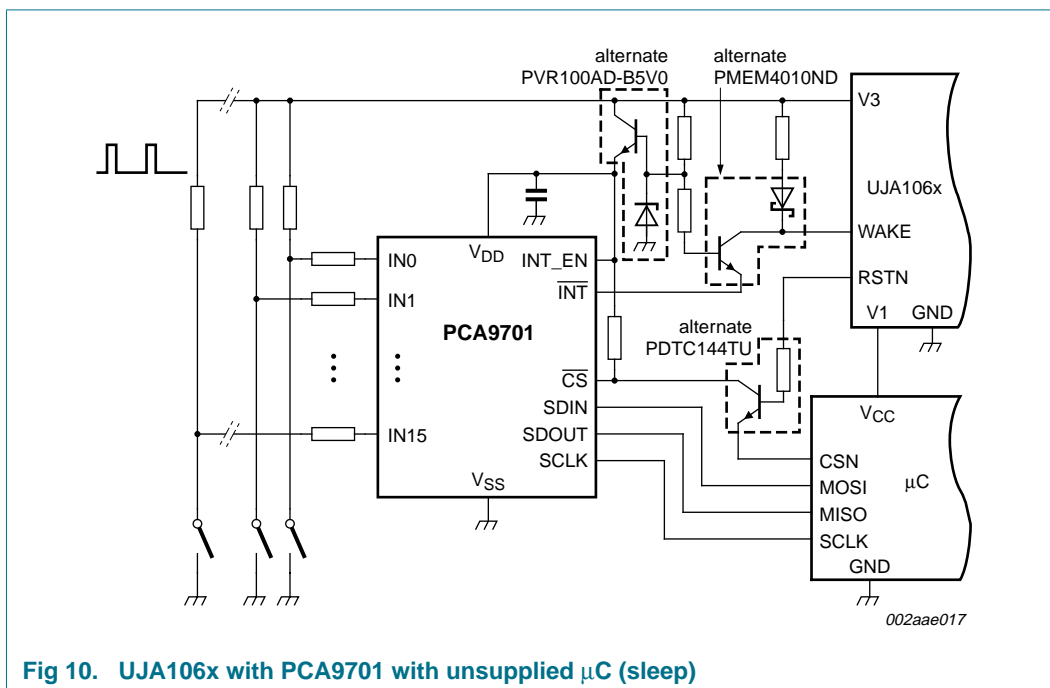 alternate
PVR100AD-B5V0
alternate
PMEM4010ND
V3
UJA106x
WAKE
RSTN
V1
GND
VDD
INT_EN
INT
IN0
IN1
PCA9701
alternate
PDTC144TU
CS
SDIN
SDOUT
SCLK
IN15
VSS
VCC
CSN
MOSI
MISO
SCLK
μC
GND
002aae017
Fig 10. UJA106x with PCA9701 with unsupplied μC (sleep)